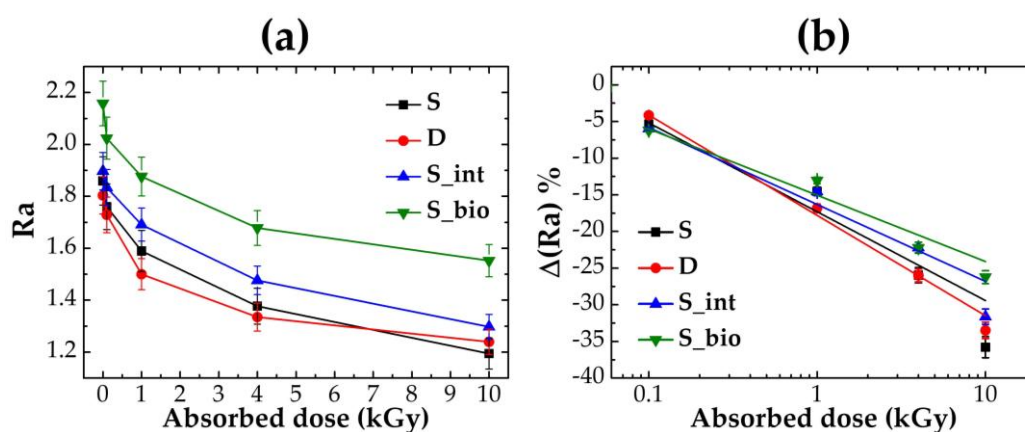 (a)
(b)
2.2
2.0
1.8
1.6
1.4
1.2
Ra
S
D
S_int
S_bio
0 1 2 3 4 5 6 7 8 9 10
Absorbed dose (kGy)
0
-5
-10
-15
-20
-25
-30
-35
-40
Δ(Ra) %
S
D
S_int
S_bio
0.1 1 10
Absorbed dose (kGy)